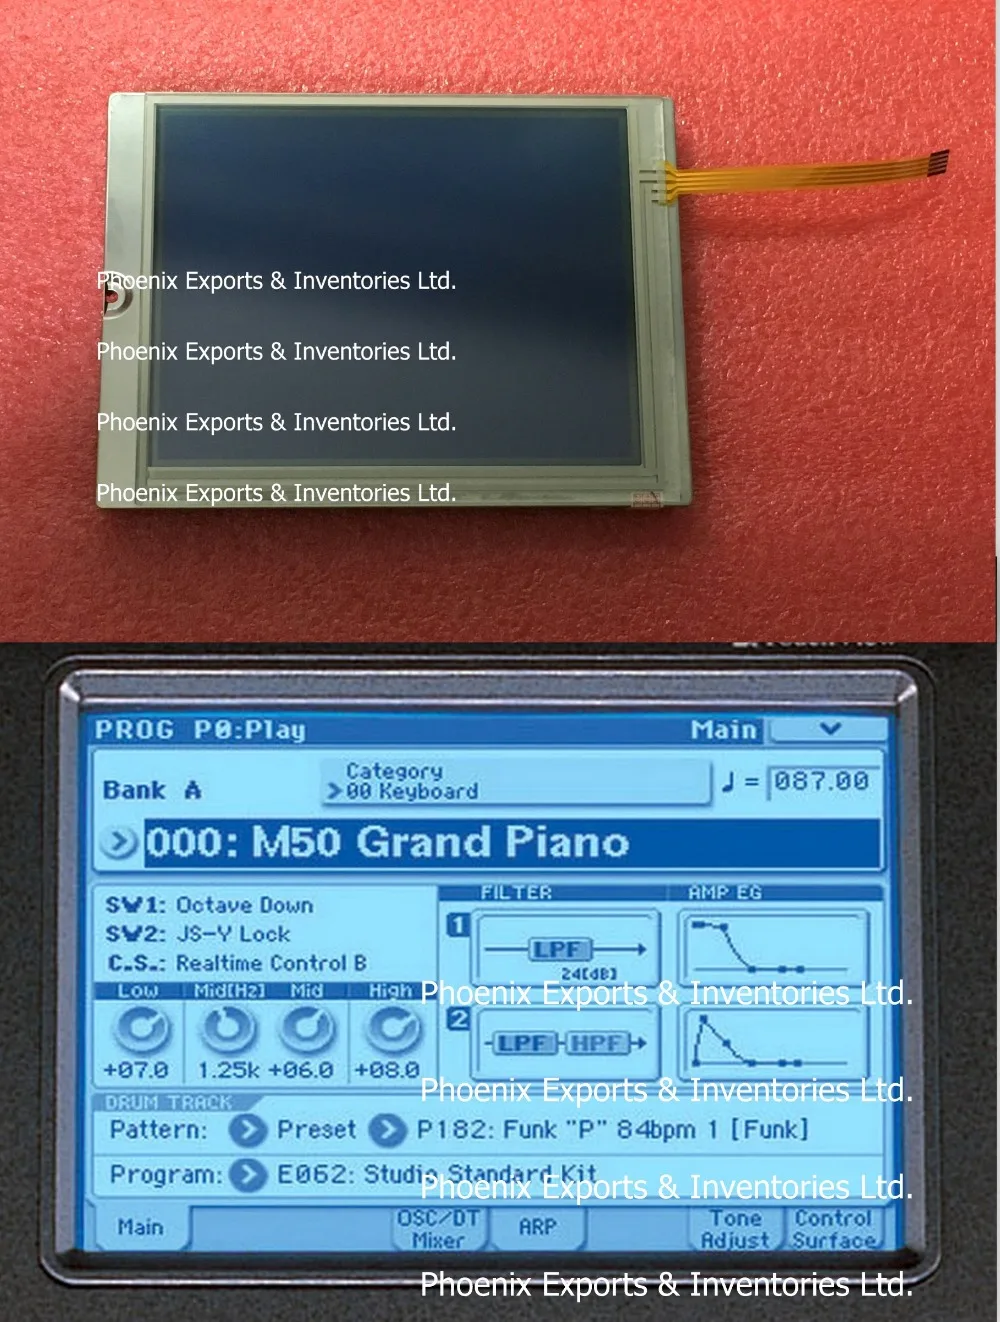 Phoenix Exports & Inventories Ltd.
Phoenix Exports & Inventories Ltd.
Phoenix Exports & Inventories Ltd.
Phoenix Exports & Inventories Ltd.
PROG P0:Play Main
Bank A
Category
00 Keyboard
♩ = 087.00
000: M50 Grand Piano
SW1: Octave Down
SW2: JS-Y Lock
C.S.: Realtime Control B
FILTER AMP EG
1 LPF
24[dB]
Low Mid[Hz] Mid High
Phoenix Exports & Inventories Ltd.
2 LPF HPF
+07.0 1.25k +06.0 +08.0
Phoenix Exports & Inventories Ltd.
DRUM TRACK
Pattern: Preset P182: Funk "P" 84bpm 1 [Funk]
Program: E062: Studio Standard Kit
Phoenix Exports & Inventories Ltd.
Main OSC/DT Mixer ARP Tone Adjust Control Surface
Phoenix Exports & Inventories Ltd.